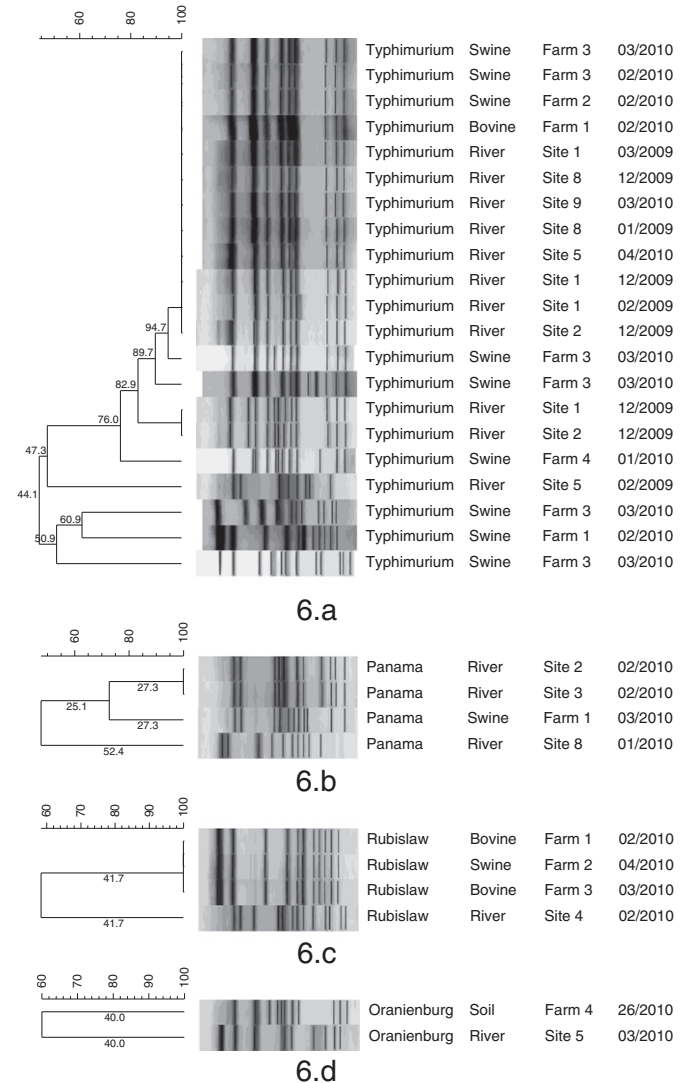 60 80 100
Typhimurium Swine Farm 3 03/2010
Typhimurium Swine Farm 3 02/2010
Typhimurium Swine Farm 2 02/2010
Typhimurium Bovine Farm 1 02/2010
Typhimurium River Site 1 03/2009
Typhimurium River Site 8 12/2009
Typhimurium River Site 9 03/2010
Typhimurium River Site 8 01/2009
Typhimurium River Site 5 04/2010
Typhimurium River Site 1 12/2009
Typhimurium River Site 1 02/2009
94.7 Typhimurium River Site 2 12/2009
89.7 Typhimurium Swine Farm 3 03/2010
82.9 Typhimurium Swine Farm 3 03/2010
76.0 Typhimurium River Site 1 12/2009
Typhimurium River Site 2 12/2009
47.3 Typhimurium Swine Farm 4 01/2010
44.1 Typhimurium River Site 5 02/2009
60.9 Typhimurium Swine Farm 3 03/2010
50.9 Typhimurium Swine Farm 1 02/2010
Typhimurium Swine Farm 3 03/2010
6.a
60 80 100
27.3 Panama River Site 2 02/2010
25.1 Panama River Site 3 02/2010
27.3 Panama Swine Farm 1 03/2010
52.4 Panama River Site 8 01/2010
6.b
60 70 80 90 100
Rubislaw Bovine Farm 1 02/2010
41.7 Rubislaw Swine Farm 2 04/2010
Rubislaw Bovine Farm 3 03/2010
41.7 Rubislaw River Site 4 02/2010
6.c
60 70 80 90 100
40.0 Oranienburg Soil Farm 4 26/2010
40.0 Oranienburg River Site 5 03/2010
6.d